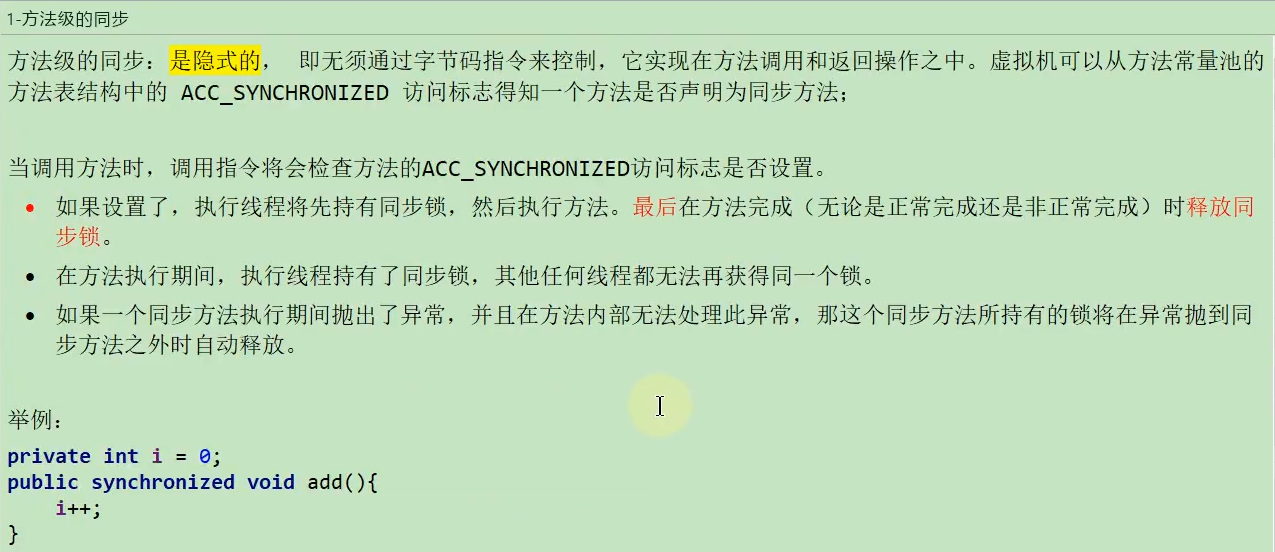 1-方法级的同步
方法级的同步：是隐式的， 即无须通过字节码指令来控制，它实现在方法调用和返回操作之中。虚拟机可以从方法常量池的
方法表结构中的 ACC_SYNCHRONIZED 访问标志得知一个方法是否声明为同步方法；
当调用方法时，调用指令将会检查方法的ACC_SYNCHRONIZED访问标志是否设置。
• 如果设置了，执行线程将先持有同步锁，然后执行方法。最后在方法完成（无论是正常完成还是非正常完成）时释放同
步锁。
• 在方法执行期间，执行线程持有了同步锁，其他任何线程都无法再获得同一个锁。
• 如果一个同步方法执行期间抛出了异常，并且在方法内部无法处理此异常，那这个同步方法所持有的锁将在异常抛到同
步方法之外时自动释放。
举例：
private int i = 0;
public synchronized void add(){
    i++;
}